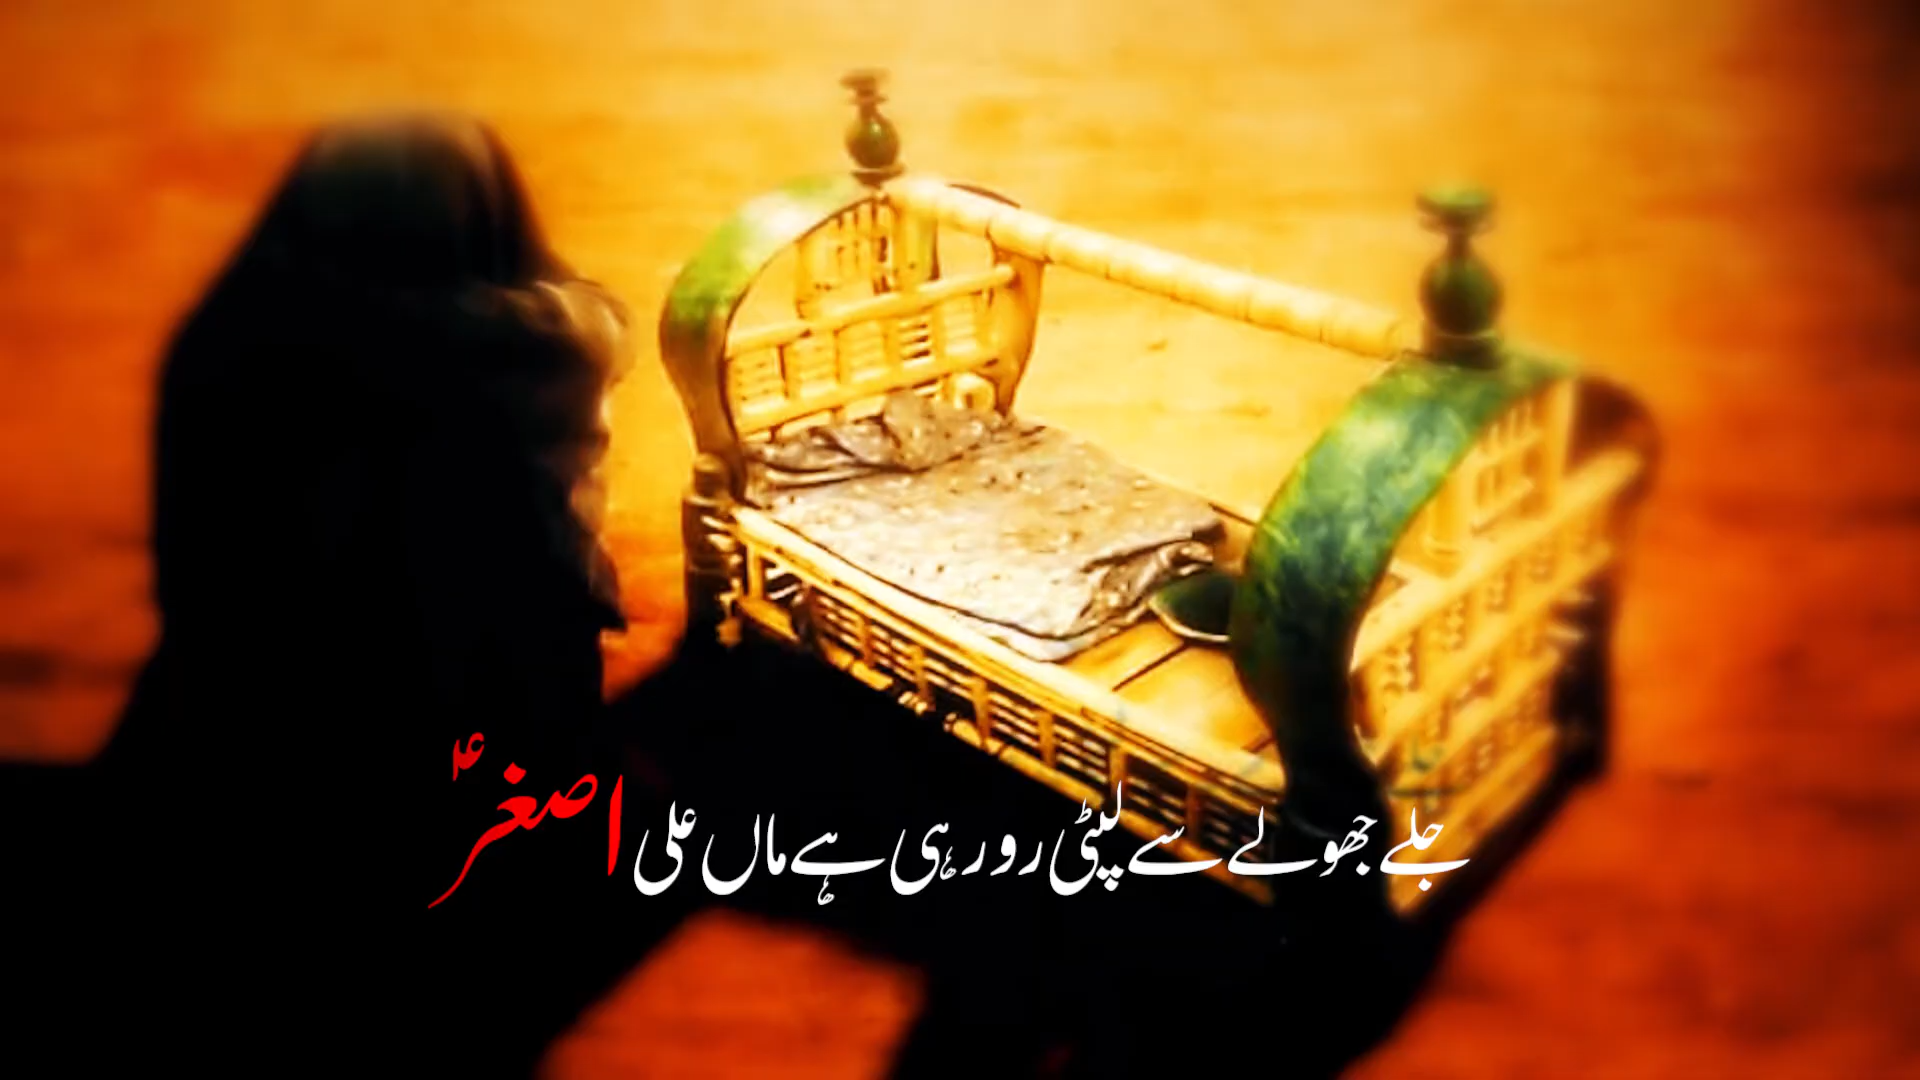 جلے جھولے سے لپٹی رو رہی ہے ماں علی اصغرؑ